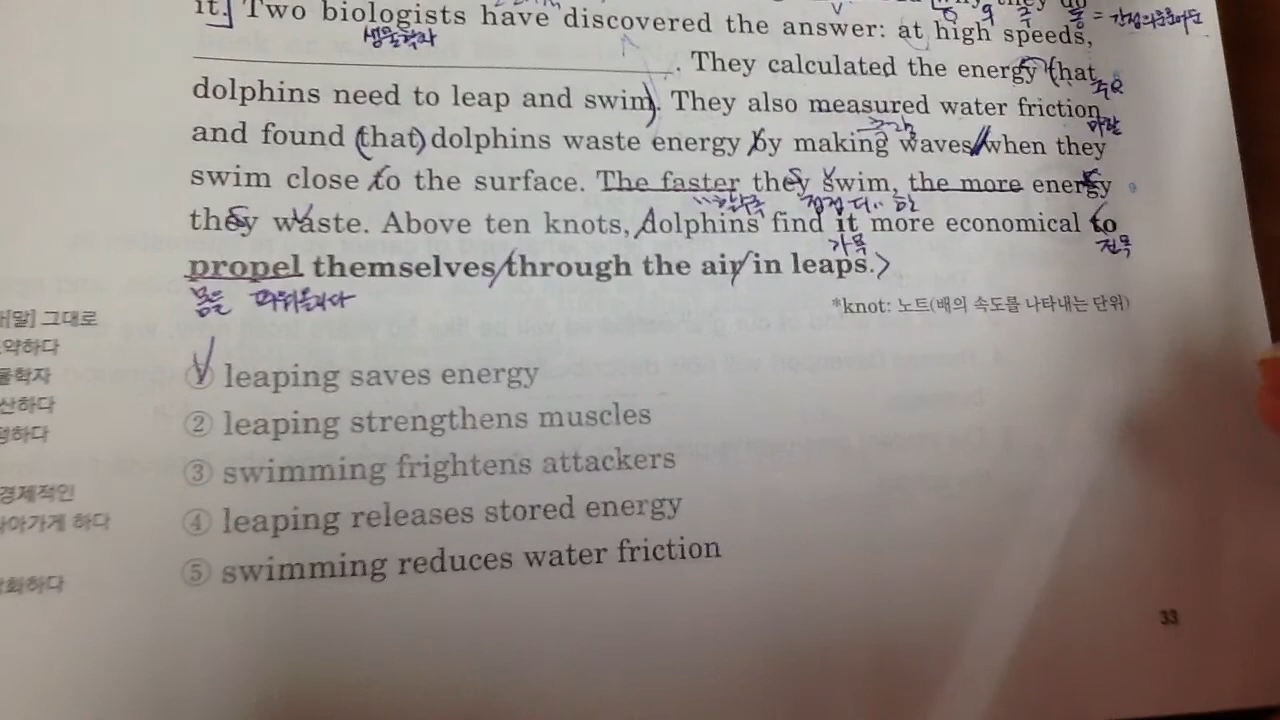 it.] Two biologists have discovered the answer: at high speeds,
생물학자
. They calculated the energy (that
dolphins need to leap and swim). They also measured water friction
마찰
and found (that) dolphins waste energy by making waves when they
swim close to the surface. The faster they swim, the more energy
they waste. Above ten knots, dolphins find it more economical to
가목
진목
propel themselves through the air in leaps.>
몸을
*knot: 노트(배의 속도를 나타내는 단위)
그대로
약하다
물학자
산하다
경제적인
아가게 하다
화하다
① leaping saves energy
② leaping strengthens muscles
③ swimming frightens attackers
④ leaping releases stored energy
⑤ swimming reduces water friction
33